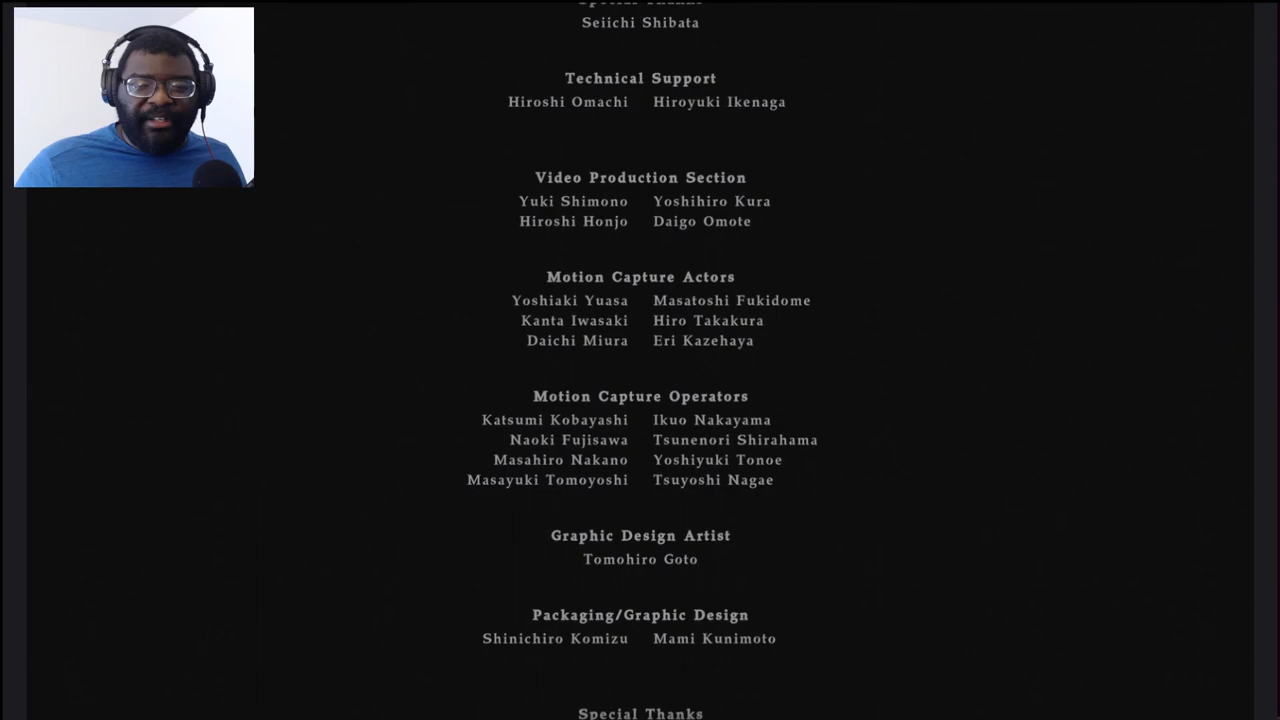 Special Thanks
Seiichi Shibata
Technical Support
Hiroshi Omachi Hiroyuki Ikenaga
Video Production Section
Yuki Shimono Yoshihiro Kura
Hiroshi Honjo Daigo Omote
Motion Capture Actors
Yoshiaki Yuasa Masatoshi Fukidome
Kanta Iwasaki Hiro Takakura
Daichi Miura Eri Kazehaya
Motion Capture Operators
Katsumi Kobayashi Ikuo Nakayama
Naoki Fujisawa Tsunenori Shirahama
Masahiro Nakano Yoshiyuki Tonoe
Masayuki Tomoyoshi Tsuyoshi Nagae
Graphic Design Artist
Tomohiro Goto
Packaging/Graphic Design
Shinichiro Komizu Mami Kunimoto
Special Thanks